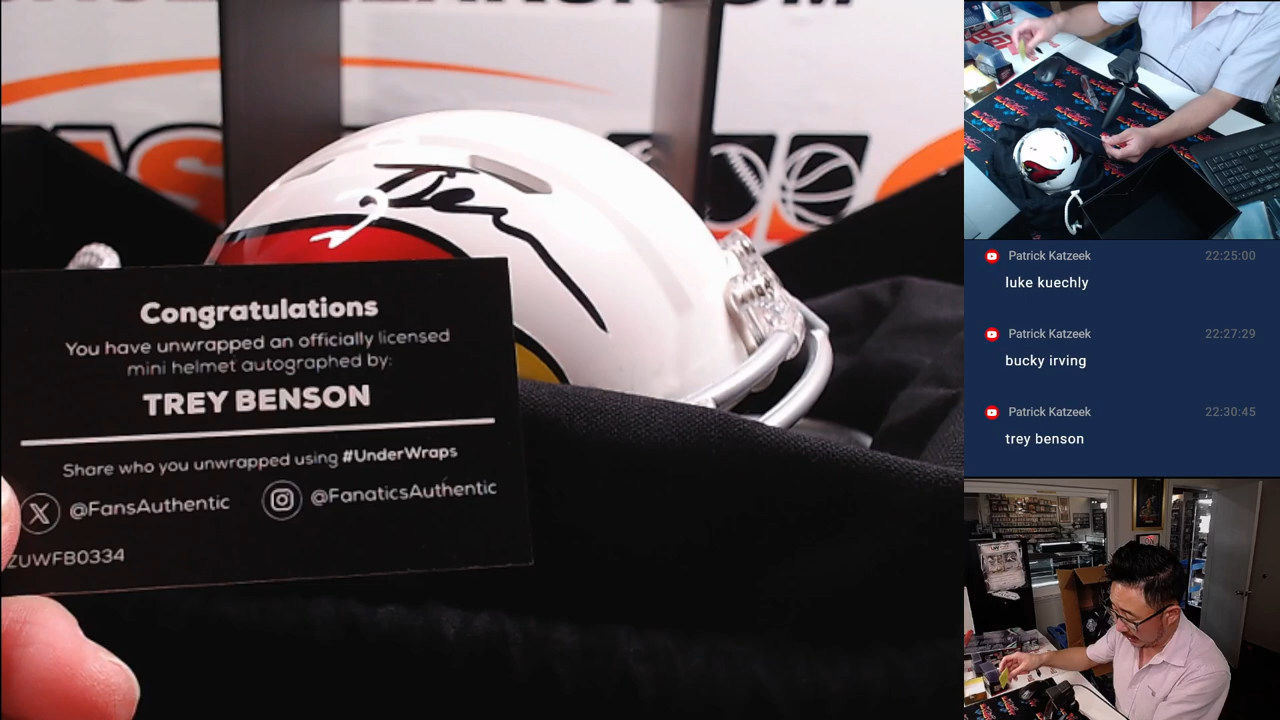 Congratulations
You have unwrapped an officially licensed
mini helmet autographed by:
TREY BENSON
Share who you unwrapped using #UnderWraps
@FansAuthentic
@FanaticsAuthentic
ZUWFB0334
Patrick Katzeek 22:25:00
luke kuechly
Patrick Katzeek 22:27:29
bucky irving
Patrick Katzeek 22:30:45
trey benson